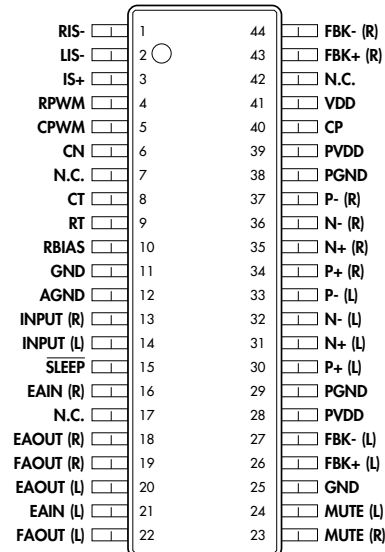 RIS- 1 44 FBK- (R)
LIS- 2 43 FBK+ (R)
IS+ 3 42 N.C.
RPWM 4 41 VDD
CPWM 5 40 CP
CN 6 39 PVDD
N.C. 7 38 PGND
CT 8 37 P- (R)
RT 9 36 N- (R)
RBIAS 10 35 N+ (R)
GND 11 34 P+ (R)
AGND 12 33 P- (L)
INPUT (R) 13 32 N- (L)
INPUT (L) 14 31 N+ (L)
SLEEP 15 30 P+ (L)
EAIN (R) 16 29 PGND
N.C. 17 28 PVDD
EAOUT (R) 18 27 FBK- (L)
FAOUT (R) 19 26 FBK+ (L)
EAOUT (L) 20 25 GND
EAIN (L) 21 24 MUTE (L)
FAOUT (L) 22 23 MUTE (R)